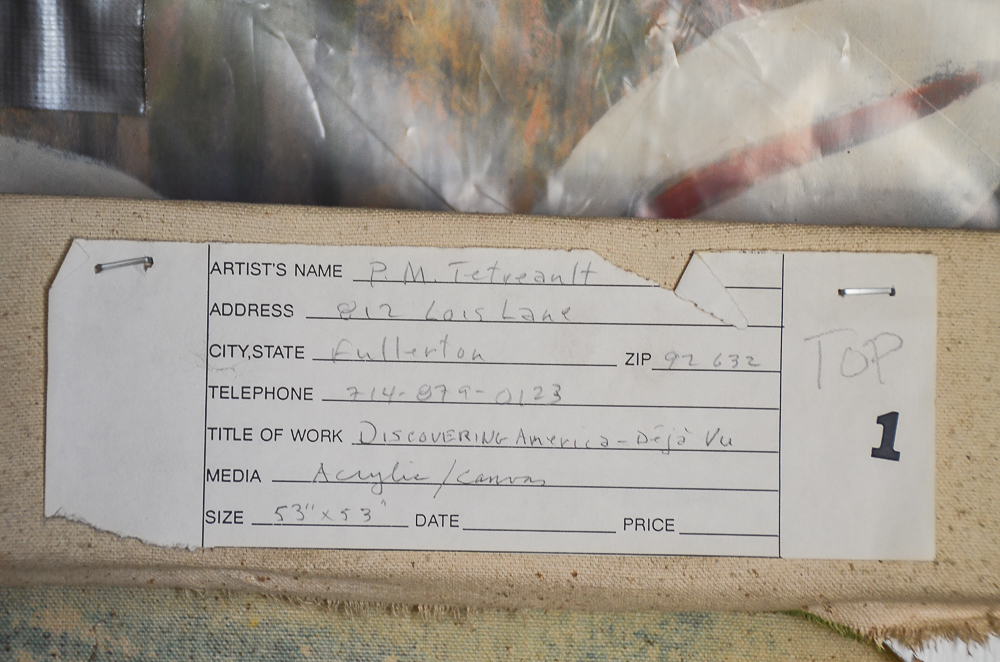 ARTIST'S NAME P. M. Tetreault
ADDRESS 812 Lois Lane
CITY,STATE Fullerton ZIP 92632
TELEPHONE 714-879-0123
TITLE OF WORK DISCOVERING America - Déjà Vu
MEDIA Acrylic/canvas
SIZE 53" x 53" DATE PRICE
TOP
1